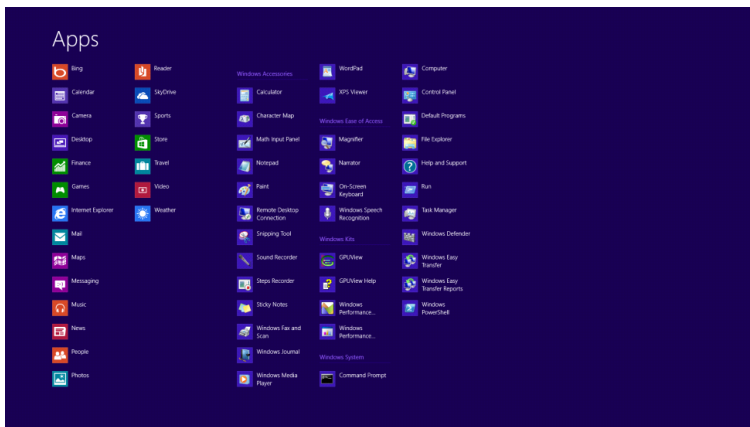 Apps
Bing
Calendar
Camera
Desktop
Finance
Games
Internet Explorer
Mail
Maps
Messaging
Music
News
People
Photos
Reader
SkyDrive
Sports
Store
Travel
Video
Weather
Windows Accessories
Calculator
Character Map
Math Input Panel
Notepad
Paint
Remote Desktop
Connection
Snipping Tool
Sound Recorder
Steps Recorder
Sticky Notes
Windows Fax and
Scan
Windows Journal
Windows Media
Player
WordPad
XPS Viewer
Windows Ease of Access
Magnifier
Narrator
On-Screen
Keyboard
Windows Speech
Recognition
Windows Kits
GPUView
GPUView Help
Windows
Performance...
Windows
Performance...
Windows System
Command Prompt
Computer
Control Panel
Default Programs
File Explorer
Help and Support
Run
Task Manager
Windows Defender
Windows Easy
Transfer
Windows Easy
Transfer Reports
Windows
PowerShell